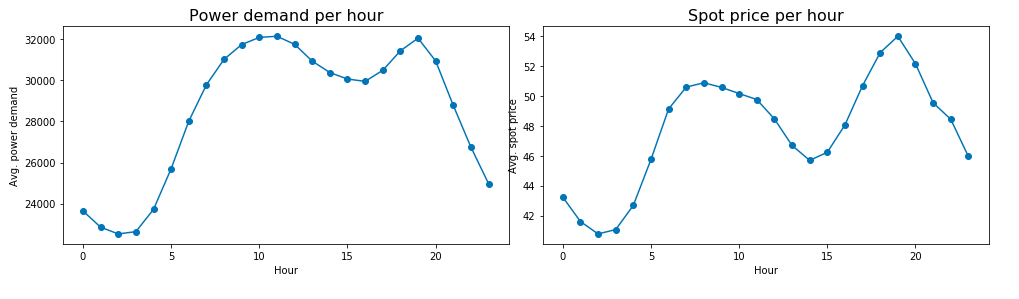 Power demand per hour
32000
30000
28000
26000
24000
Avg. power demand
0 5 10 15 20
Hour
Spot price per hour
54
52
50
48
46
44
42
Avg. spot price
0 5 10 15 20
Hour